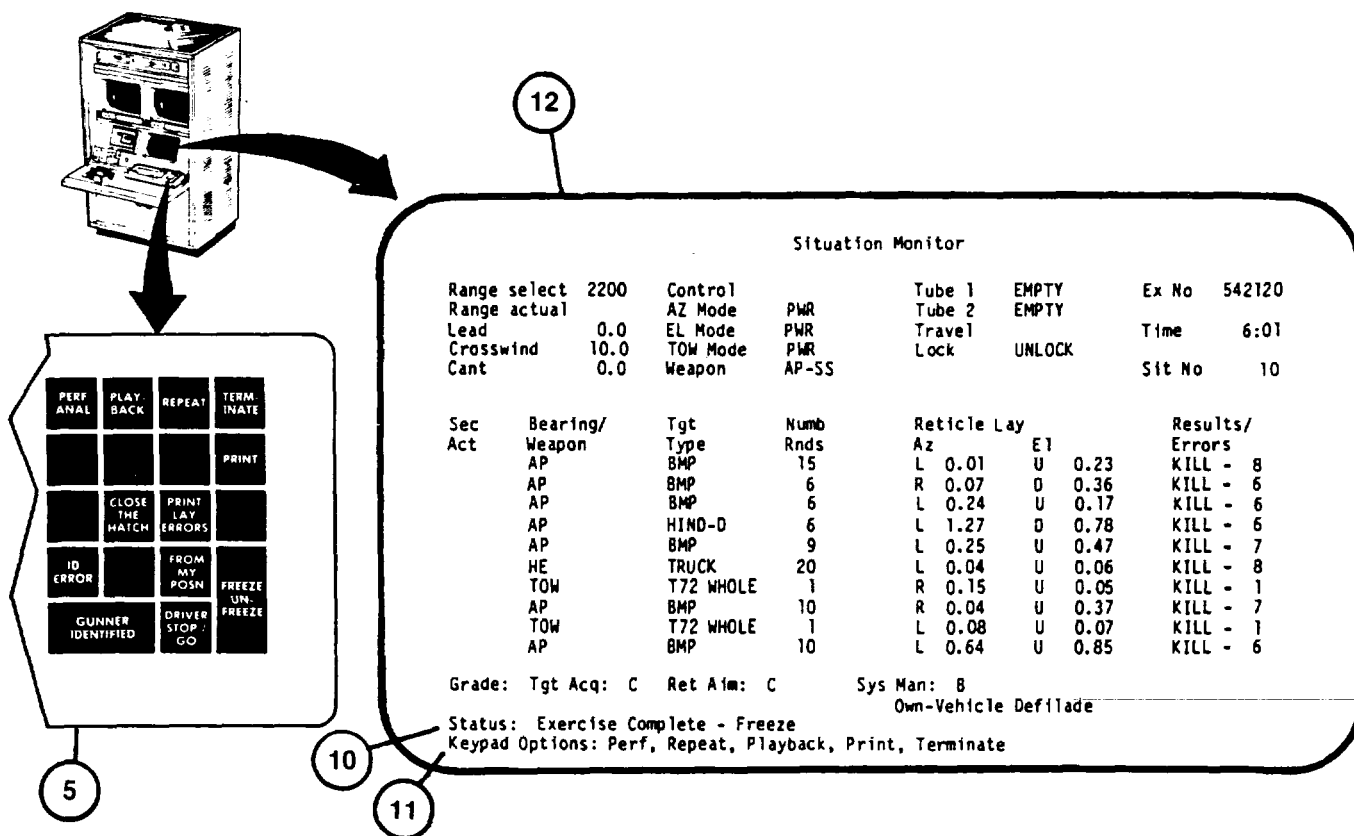 12
Situation Monitor
Range select 2200 Control Tube 1 EMPTY Ex No 542120
Range actual AZ Mode PWR Tube 2 EMPTY
Lead 0.0 EL Mode PWR Travel Time 6:01
Crosswind 10.0 TOW Mode PWR Lock UNLOCK
Cant 0.0 Weapon AP-SS Sit No 10
Sec Bearing/ Tgt Numb Reticle Lay Results/
Act Weapon Type Rnds Az El Errors
AP BMP 15 L 0.01 U 0.23 KILL - 8
AP BMP 6 R 0.07 D 0.36 KILL - 6
AP BMP 6 L 0.24 U 0.17 KILL - 6
AP HIND-D 6 L 1.27 D 0.78 KILL - 6
AP BMP 9 L 0.25 U 0.47 KILL - 7
HE TRUCK 20 L 0.04 U 0.06 KILL - 8
TOW T72 WHOLE 1 R 0.15 U 0.05 KILL - 1
AP BMP 10 R 0.04 U 0.37 KILL - 7
TOW T72 WHOLE 1 L 0.08 U 0.07 KILL - 1
AP BMP 10 L 0.64 U 0.85 KILL - 6
Grade: Tgt Acq: C Ret Aim: C Sys Man: B
Own-Vehicle Defilade
Status: Exercise Complete - Freeze
Keypad Options: Perf, Repeat, Playback, Print, Terminate
10
11
PERF ANAL
PLAY-BACK
REPEAT
TERM-INATE
PRINT
CLOSE THE HATCH
PRINT LAY ERRORS
ID ERROR
FROM MY POSN
FREEZE UN-FREEZE
GUNNER IDENTIFIED
DRIVER STOP / GO
5